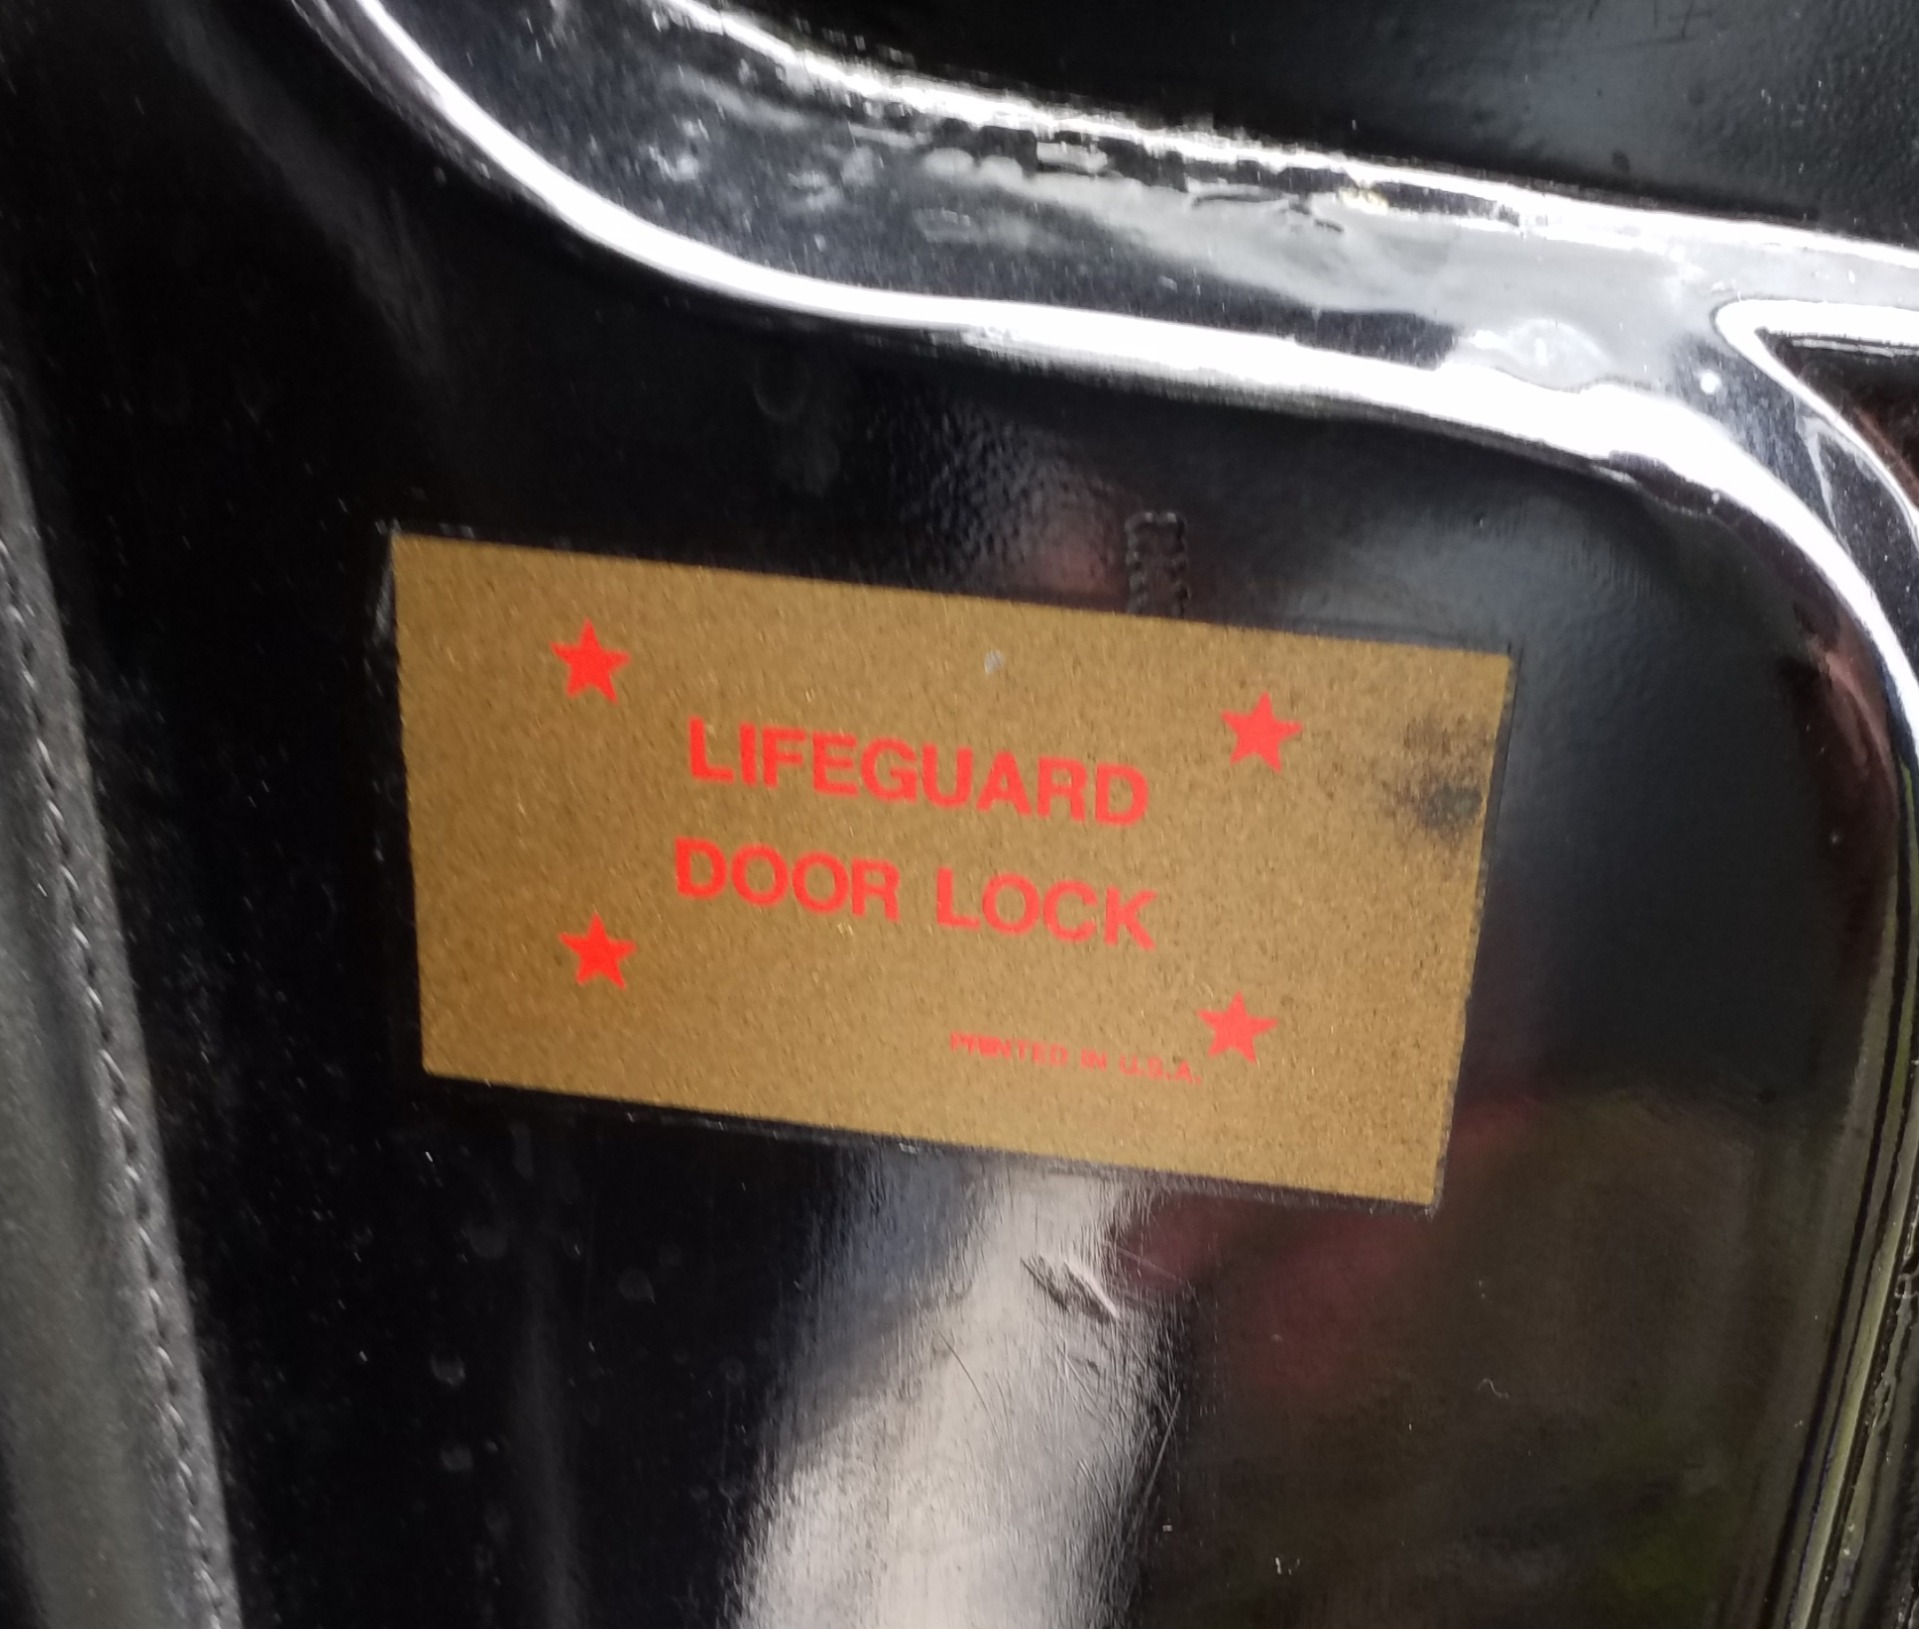 LIFEGUARD
DOOR LOCK
PRINTED IN U.S.A.